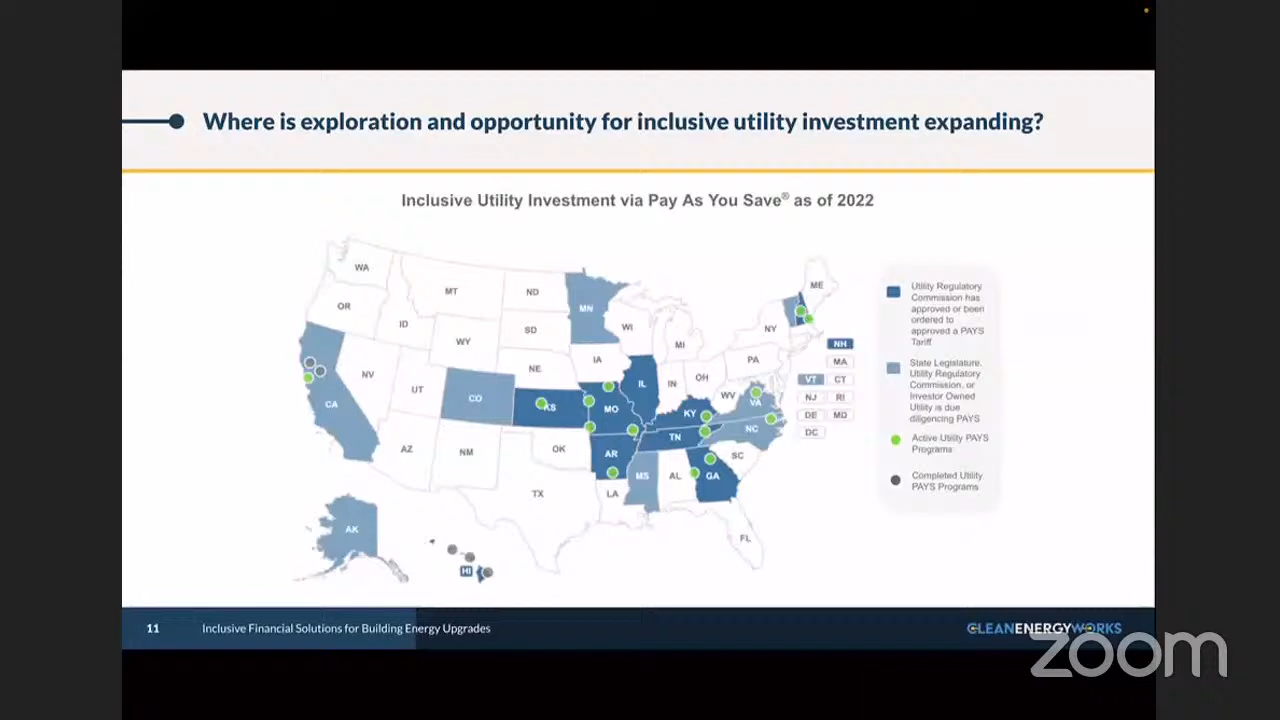 Where is exploration and opportunity for inclusive utility investment expanding?
Inclusive Utility Investment via Pay As You Save® as of 2022
WA
OR
CA
ID
NV
MT
WY
UT
AZ
CO
NM
ND
SD
NE
KS
OK
TX
MN
IA
MO
AR
LA
WI
IL
MS
MI
IN
KY
TN
AL
OH
WV
GA
FL
SC
NC
VA
PA
NY
ME
NH
MA
VT
CT
NJ
RI
DE
MD
DC
AK
HI
Utility Regulatory
Commission has
approved or been
ordered to
approved a PAYS
Tariff
State Legislature,
Utility Regulatory
Commission, or
Investor Owned
Utility is due
diligencing PAYS
Active Utility PAYS
Programs
Completed Utility
PAYS Programs
11
Inclusive Financial Solutions for Building Energy Upgrades
CLEANENERGYWORKS
zoom